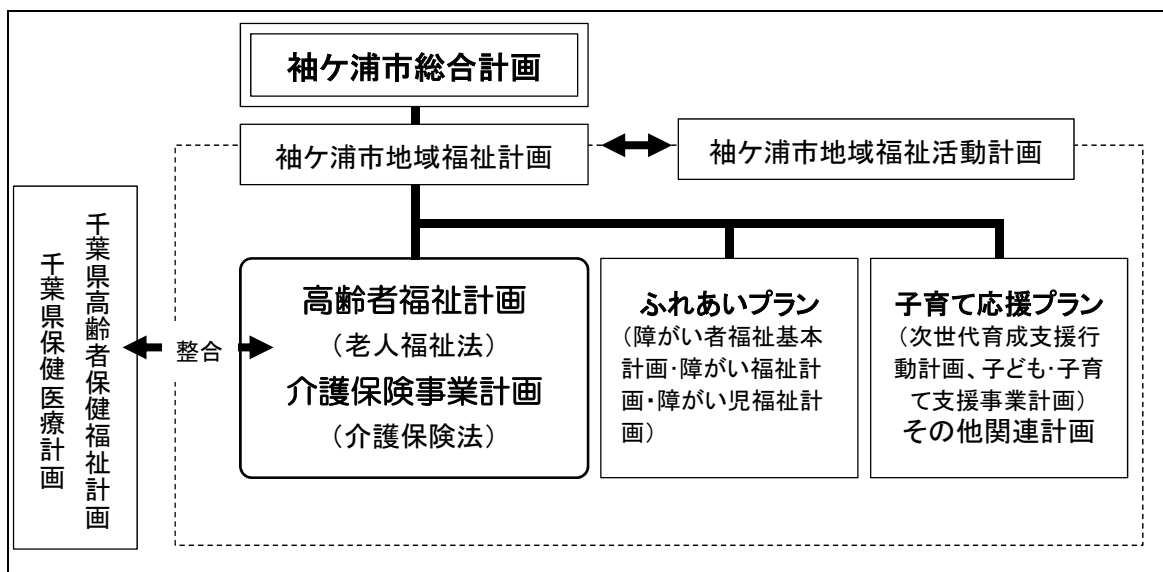 袖ケ浦市総合計画
袖ケ浦市地域福祉計画
袖ケ浦市地域福祉活動計画
千葉県高齢者保健福祉計画
千葉県保健医療計画
整合
高齢者福祉計画
（老人福祉法）
介護保険事業計画
（介護保険法）
ふれあいプラン
（障がい者福祉基本
計画・障がい福祉計
画・障がい児福祉計
画）
子育て応援プラン
（次世代育成支援行
動計画、子ども・子育
て支援事業計画）
その他関連計画